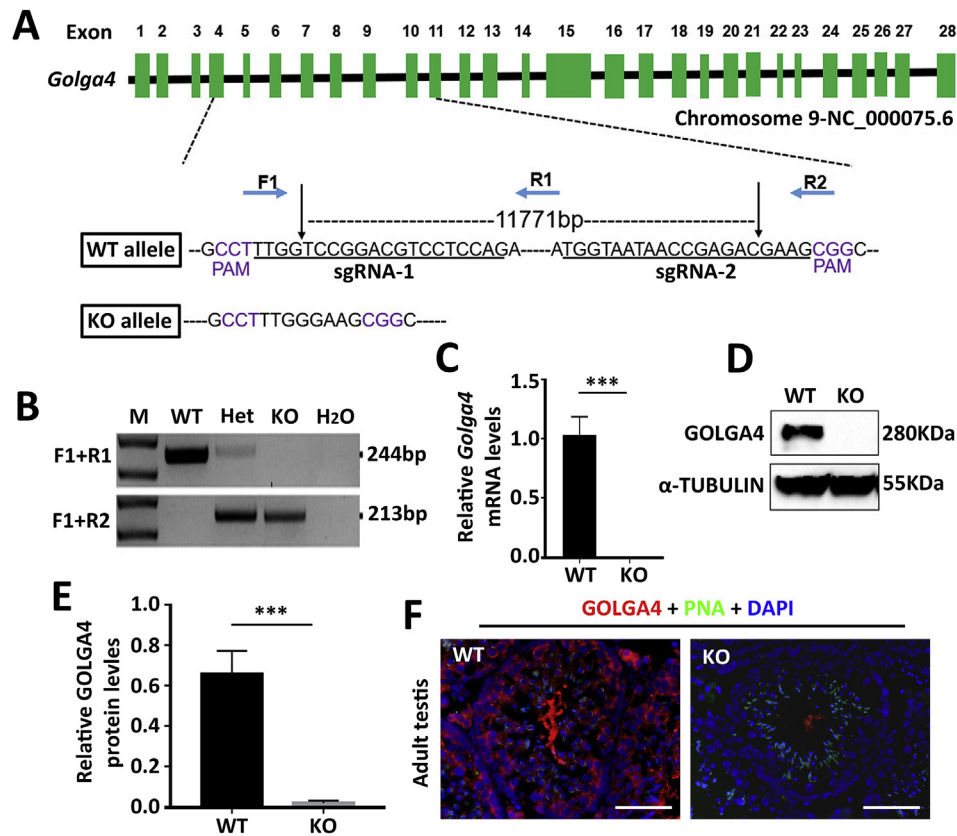 A
Exon
1 2 3 4 5 6 7 8 9 10 11 12 13 14 15 16 17 18 19 20 21 22 23 24 25 26 27 28
Golga4
Chromosome 9-NC_000075.6
F1 R1 R2
11771bp
WT allele --GCCTTTGGTCCGGACGTCCTCCAGA-----ATGGTAATAACCGAGACGAAGCGGC--
PAM sgRNA-1 sgRNA-2 PAM
KO allele ----GCCTTTGGGAAGCGGC-----
B
M WT Het KO H2O
F1+R1 244bp
F1+R2 213bp
C
Relative Golga4
mRNA levels
1.5
1.0
0.5
0.0
***
WT KO
D
WT KO
GOLGA4 280KDa
α-TUBULIN 55KDa
E
Relative GOLGA4
protein levles
1.0
0.8
0.6
0.4
0.2
0.0
***
WT KO
F
GOLGA4 + PNA + DAPI
Adult testis
WT KO